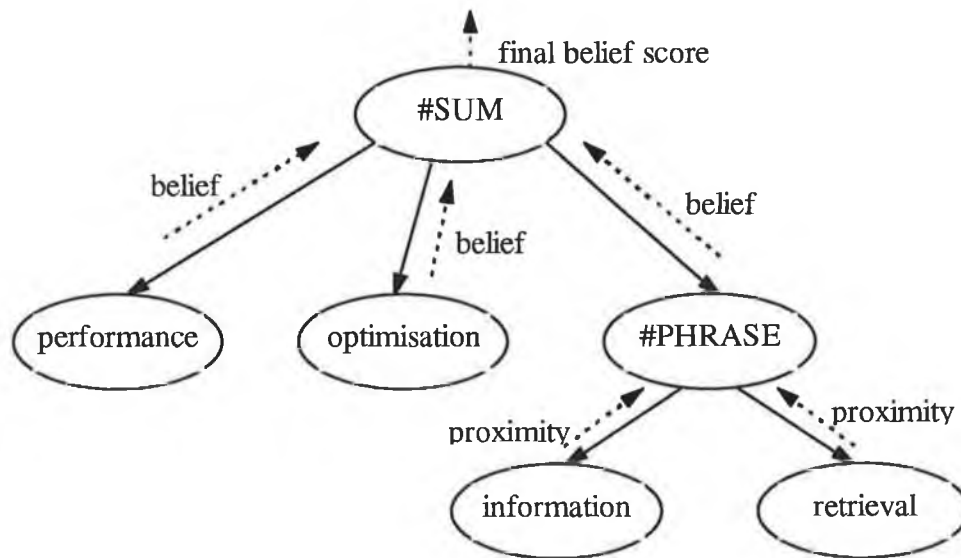 final belief score
#SUM
belief
belief
belief
performance
optimisation
#PHRASE
proximity
proximity
information
retrieval